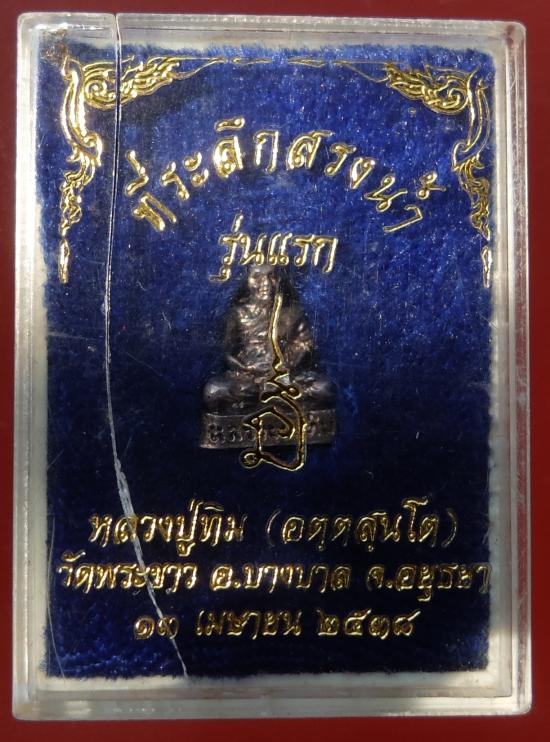 ที่ระลึกสรงน้ำ
รุ่นแรก
หลวงปู่ทิม (อตฺตสนฺโต)
วัดพระขาว อ.บางบาล จ.อยุธยา
๑๓ เมษายน ๒๕๓๘